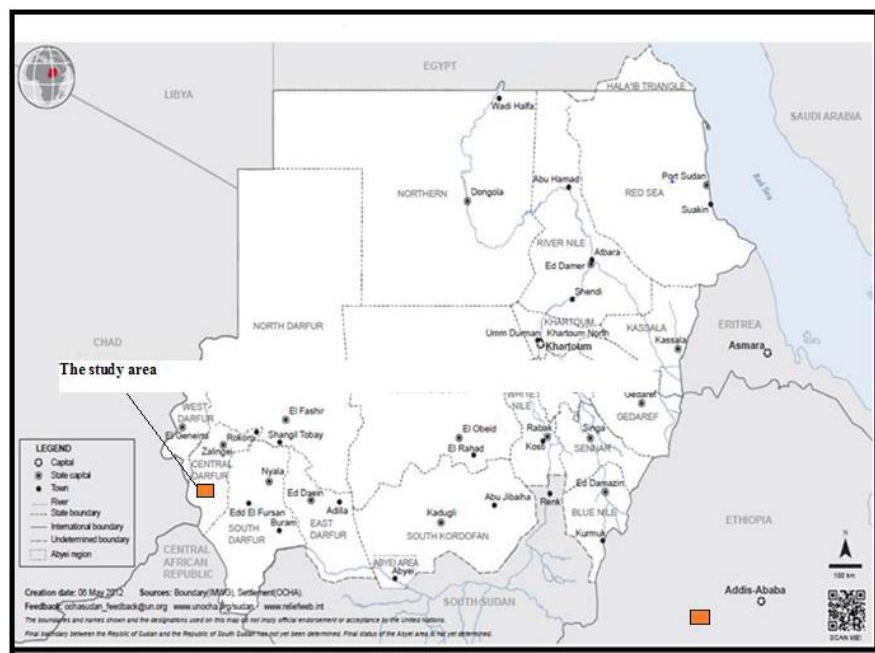 EGYPT
LIBYA
HALA'IB TRIANGLE
Wadi Halfa
SAUDI ARABIA
Red Sea
Port Sudan
RED SEA
Suakin
NORTHERN
Dongola
Abu Hamad
RIVER NILE
Atbara
Ed Damer
Shendi
NORTH DARFUR
KHARTOUM
Umm Durman
Khartoum North
Khartoum
KASSALA
Kassala
ERITREA
Asmara
CHAD
The study area
WHITE
NILE
Gedaref
GEDAREF
WEST
DARFUR
El Geneina
El Fashir
Rokoro
Shangil Tobay
Zalingei
CENTRAL
DARFUR
El Obeid
El Rahad
Rabak
Kosti
Singa
SENNAR
Nyala
Ed Daein
Adilla
Edd El Fursan
Buram
SOUTH
DARFUR
EAST
DARFUR
Kadugli
SOUTH KORDOFAN
Abu Jibaiha
Renk
Ed Damazin
BLUE NILE
Kurmuk
ETHIOPIA
LEGEND
Capital
State capital
Town
River
State boundary
International boundary
Undetermined boundary
Abyei region
CENTRAL
AFRICAN
REPUBLIC
ABYEI AREA
Abyei
SOUTH SUDAN
Addis-Ababa
N
100 km
SCAN ME!
Creation date: 06 May 2012 Sources: Boundary(IMWG), Settlement(OCHA).
Feedback: ochasudan_feedback@un.org www.unocha.org/sudan www.reliefweb.int
The boundaries and names shown and the designations used on this map do not imply official endorsement or acceptance by the United Nations.
Final boundary between the Republic of Sudan and the Republic of South Sudan has not yet been determined. Final status of the Abyei area is not yet determined.